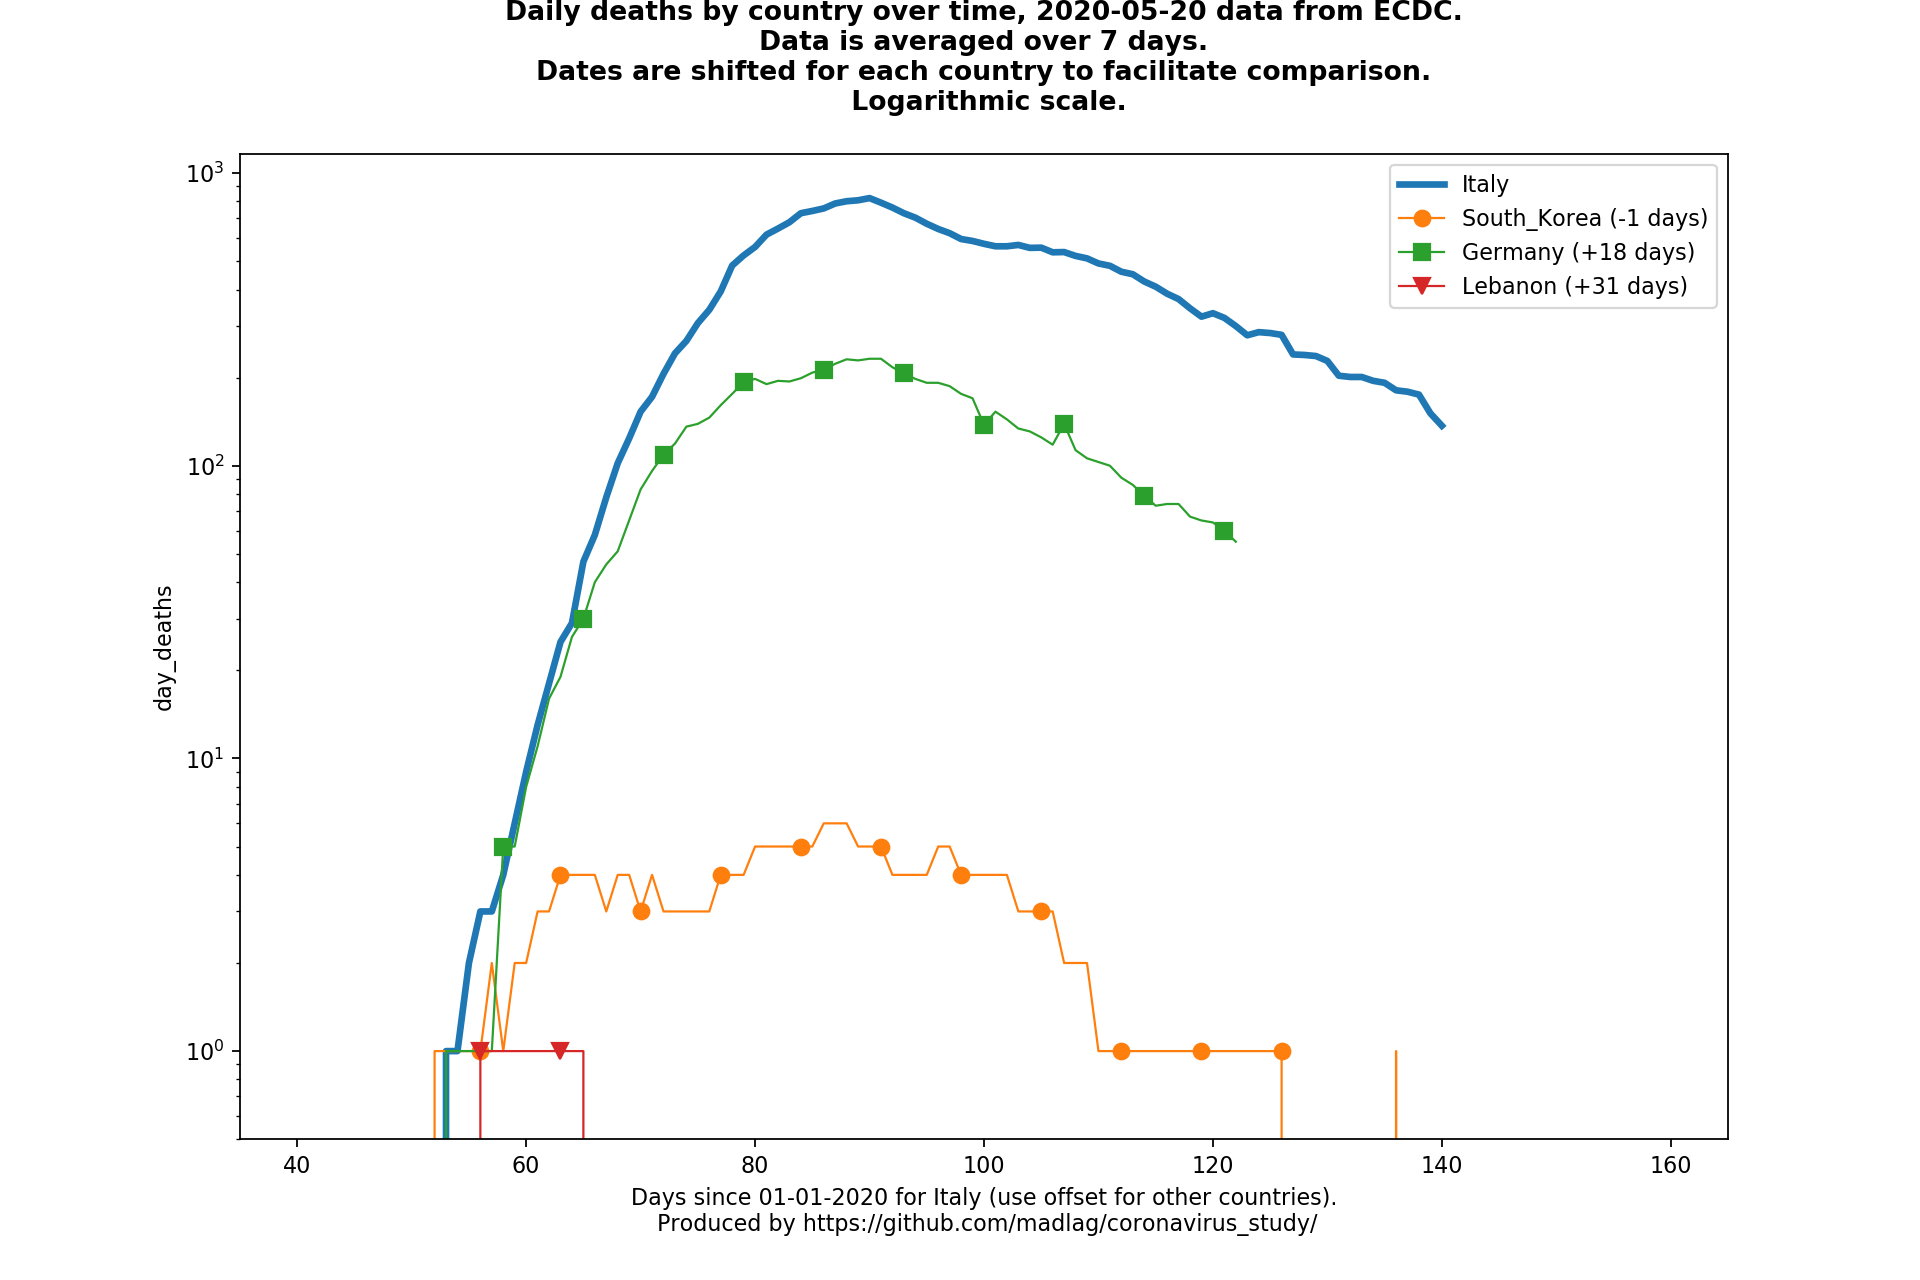 Daily deaths by country over time, 2020-05-20 data from ECDC.
Data is averaged over 7 days.
Dates are shifted for each country to facilitate comparison.
Logarithmic scale.
10³
10²
10¹
10⁰
day_deaths
Italy
South_Korea (-1 days)
Germany (+18 days)
Lebanon (+31 days)
40 60 80 100 120 140 160
Days since 01-01-2020 for Italy (use offset for other countries).
Produced by https://github.com/madlag/coronavirus_study/